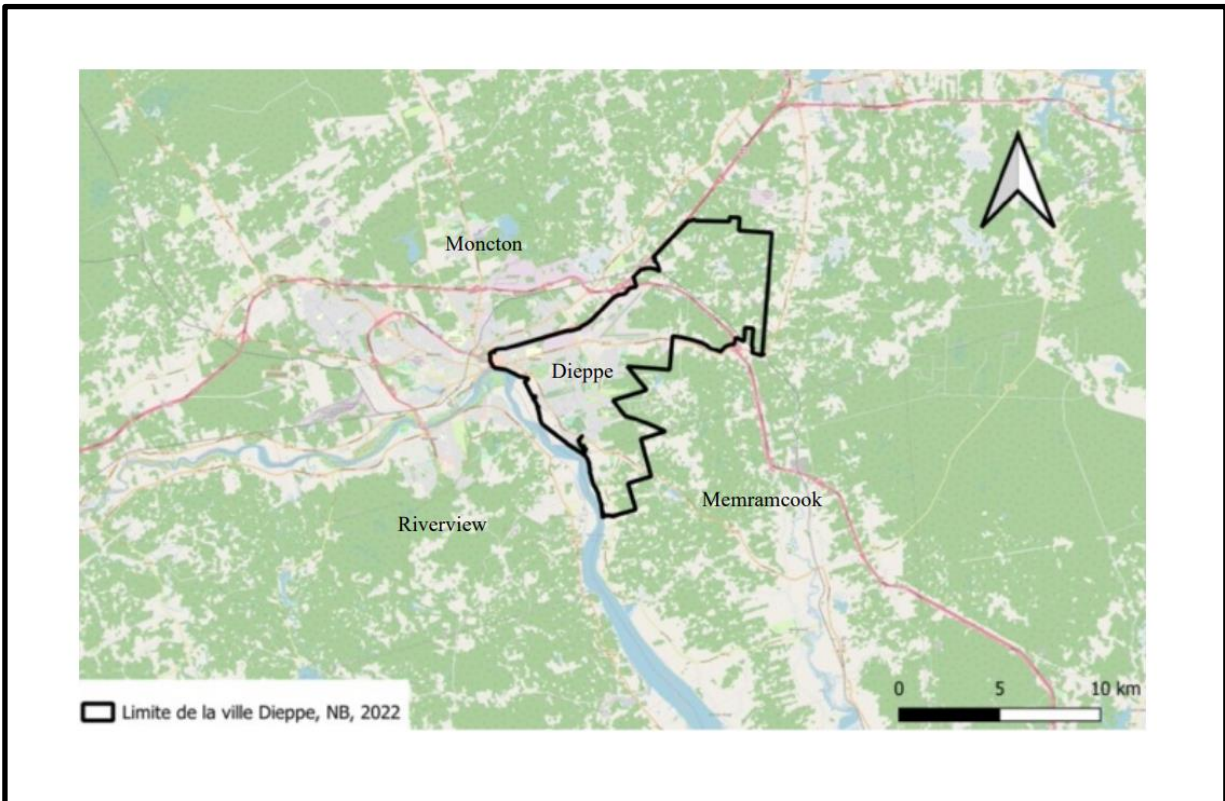 Moncton
Dieppe
Memramcook
Riverview
0 5 10 km
Limite de la ville Dieppe, NB, 2022